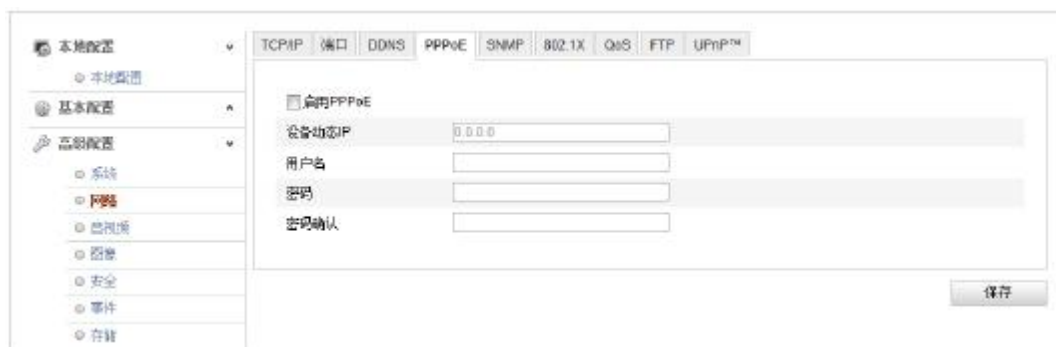 本地配置
本地配置
基本配置
高级配置
系统
网络
音视频
图像
安全
事件
存储
TCP/IP 端口 DDNS PPPoE SNMP 802.1X QoS FTP UPnP™
启用PPPoE
设备动态IP 0.0.0.0
用户名
密码
密码确认
保存